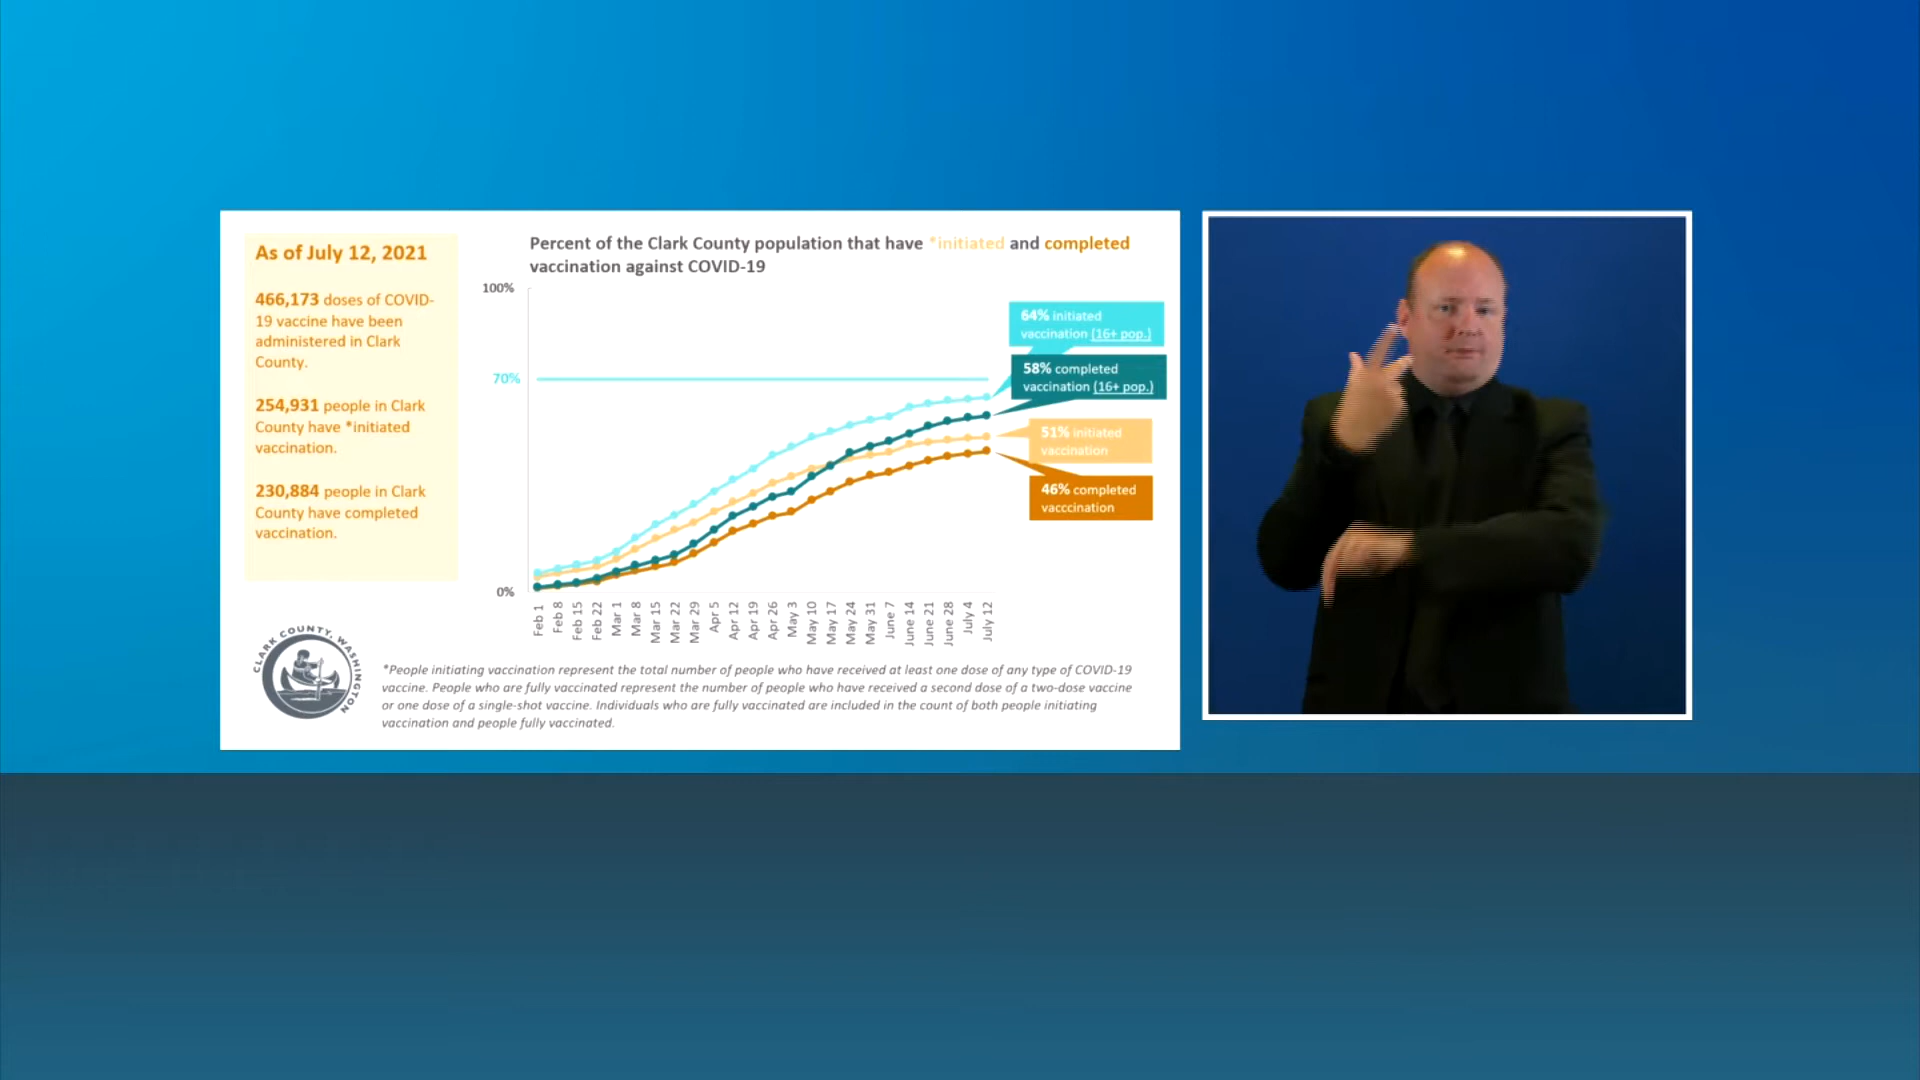 As of July 12, 2021
466,173 doses of COVID-
19 vaccine have been
administered in Clark
County.
254,931 people in Clark
County have *initiated
vaccination.
230,884 people in Clark
County have completed
vaccination.
Percent of the Clark County population that have *initiated and completed
vaccination against COVID-19
100%
70%
0%
64% initiated
vaccination (16+ pop.)
58% completed
vaccination (16+ pop.)
51% initiated
vaccination
46% completed
vacccination
Feb 1
Feb 8
Feb 15
Feb 22
Mar 1
Mar 8
Mar 15
Mar 22
Mar 29
Apr 5
Apr 12
Apr 19
Apr 26
May 3
May 10
May 17
May 24
May 31
June 7
June 14
June 21
June 28
July 4
July 12
CLARK COUNTY, WASHINGTON
*People initiating vaccination represent the total number of people who have received at least one dose of any type of COVID-19
vaccine. People who are fully vaccinated represent the number of people who have received a second dose of a two-dose vaccine
or one dose of a single-shot vaccine. Individuals who are fully vaccinated are included in the count of both people initiating
vaccination and people fully vaccinated.